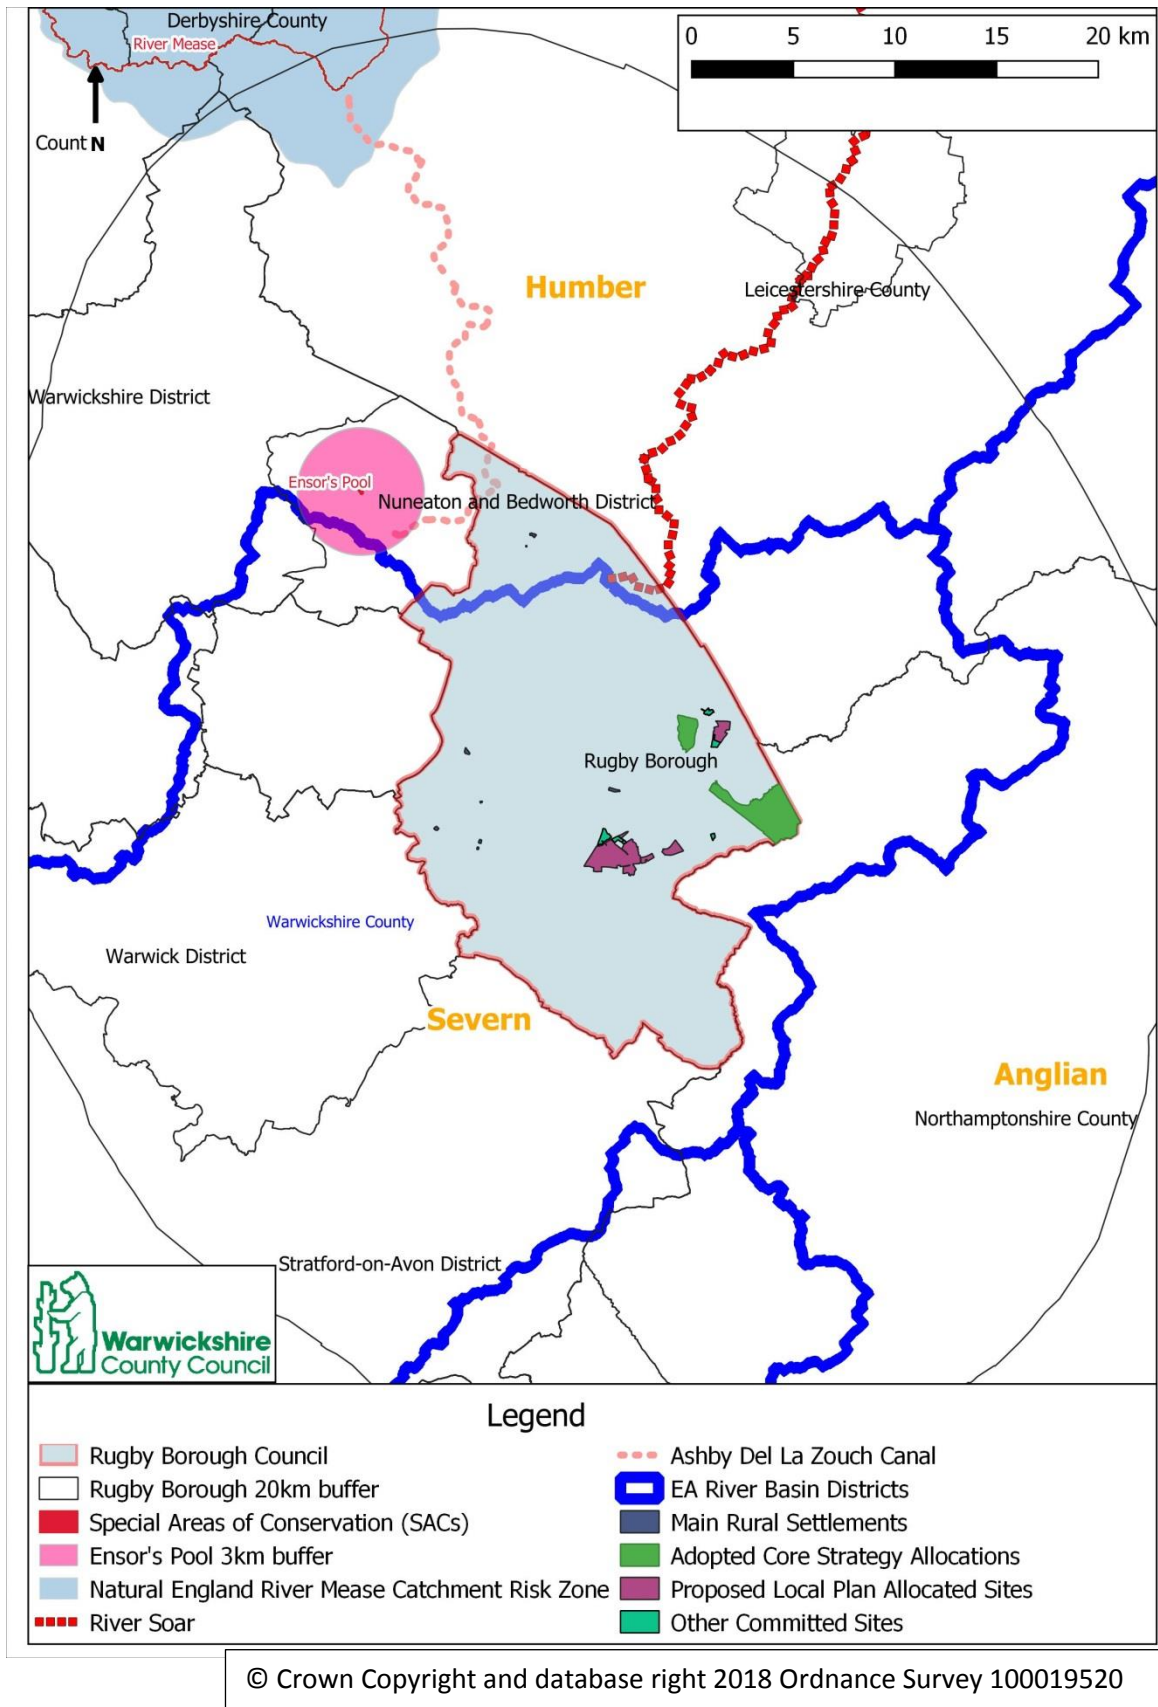 Derbyshire County
River Mease
0 5 10 15 20 km
Count N
Humber
Leicestershire County
Warwickshire District
Ensor's Pool
Nuneaton and Bedworth District
Rugby Borough
Warwickshire County
Warwick District
Severn
Anglian
Northamptonshire County
Stratford-on-Avon District
Warwickshire
County Council
Legend
Rugby Borough Council
Rugby Borough 20km buffer
Special Areas of Conservation (SACs)
Ensor's Pool 3km buffer
Natural England River Mease Catchment Risk Zone
River Soar
Ashby Del La Zouch Canal
EA River Basin Districts
Main Rural Settlements
Adopted Core Strategy Allocations
Proposed Local Plan Allocated Sites
Other Committed Sites
© Crown Copyright and database right 2018 Ordnance Survey 100019520